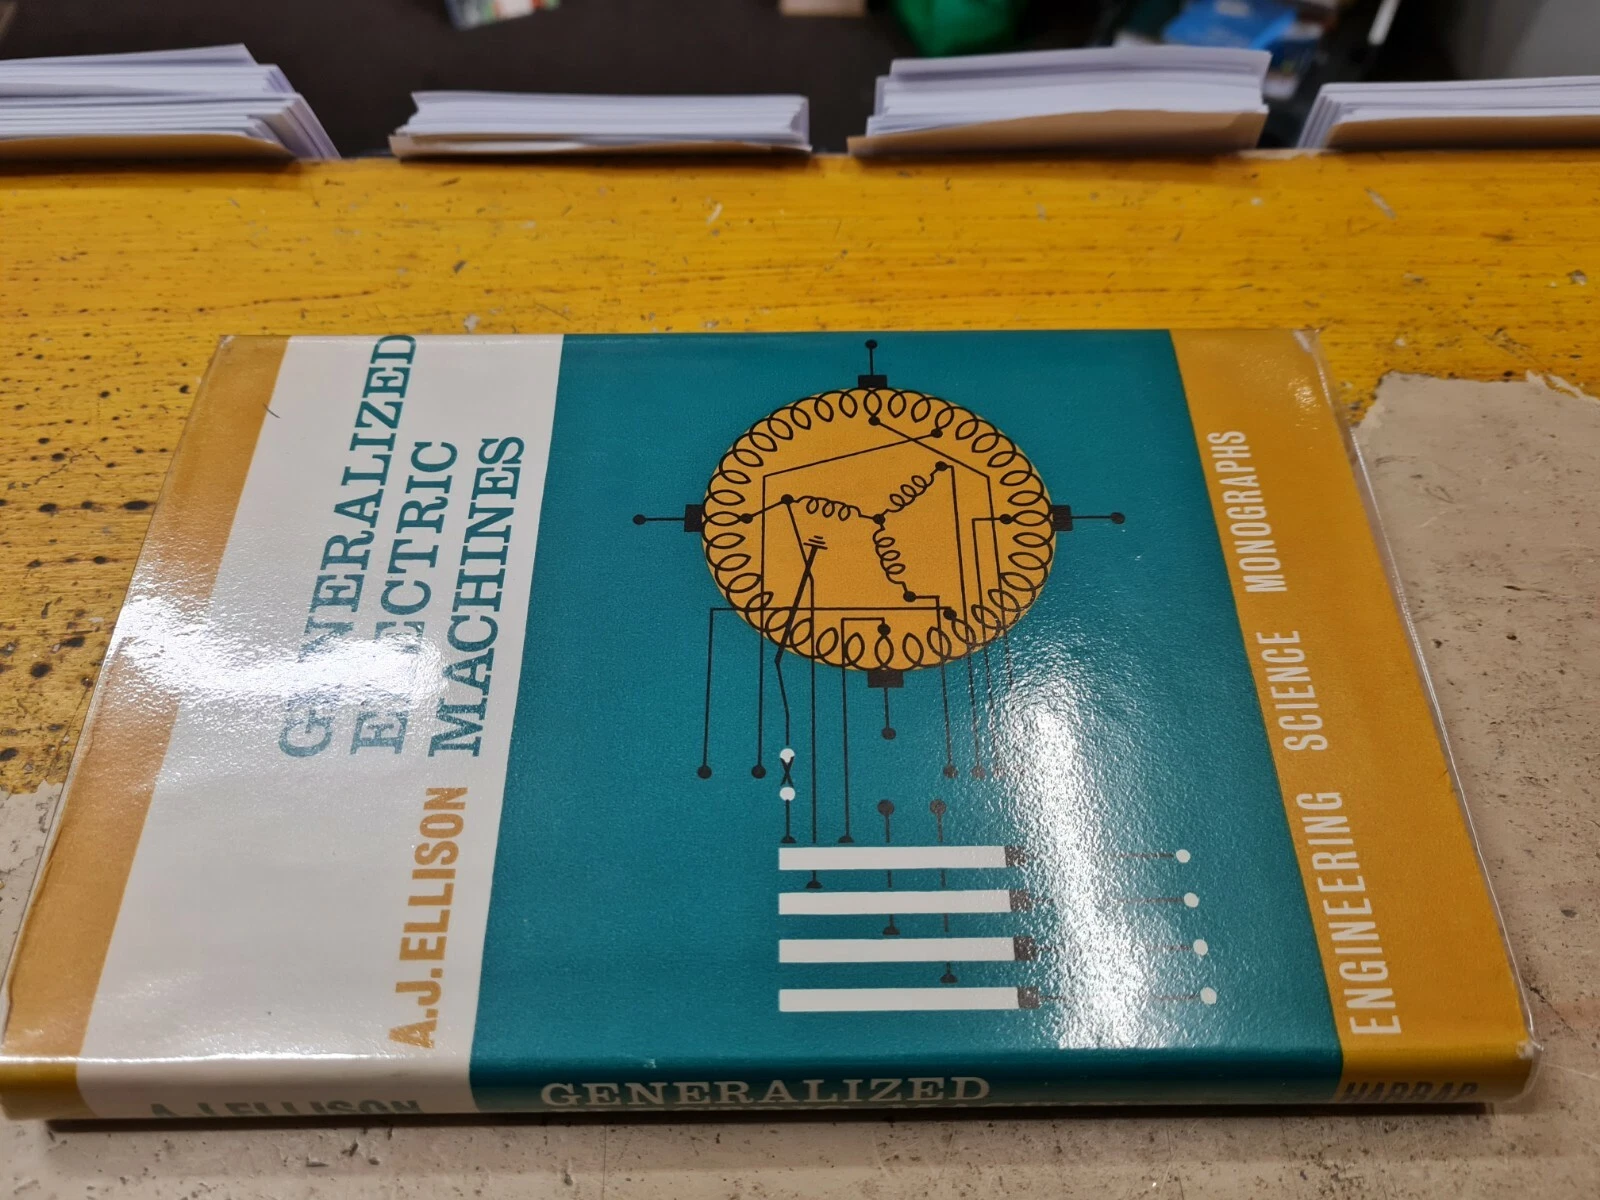 GENERALIZED
ELECTRIC
MACHINES
A.J. ELLISON
ENGINEERING SCIENCE MONOGRAPHS
A.J. ELLISON
GENERALIZED
HARRAP